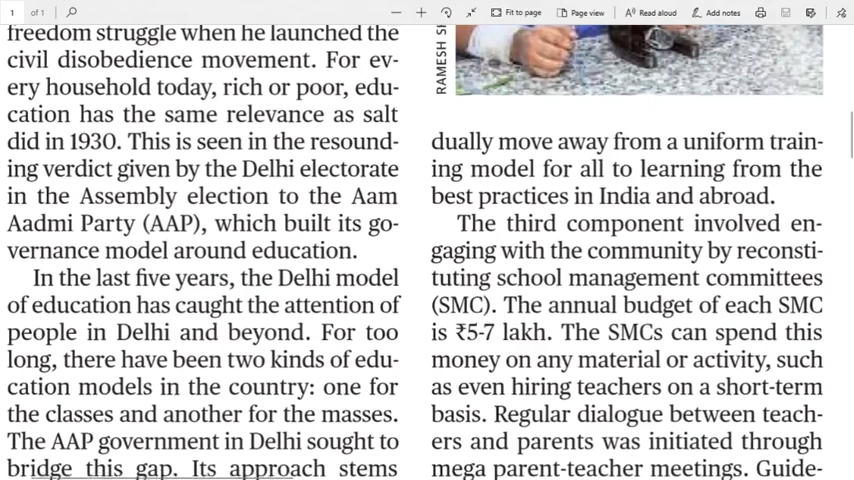 1 of 1
Fit to page
Page view
Read aloud
Add notes
freedom struggle when he launched the
civil disobedience movement. For ev-
ery household today, rich or poor, edu-
cation has the same relevance as salt
did in 1930. This is seen in the resound-
ing verdict given by the Delhi electorate
in the Assembly election to the Aam
Aadmi Party (AAP), which built its go-
vernance model around education.
In the last five years, the Delhi model
of education has caught the attention of
people in Delhi and beyond. For too
long, there have been two kinds of edu-
cation models in the country: one for
the classes and another for the masses.
The AAP government in Delhi sought to
bridge this gap. Its approach stems
RAMESH S
dually move away from a uniform train-
ing model for all to learning from the
best practices in India and abroad.
The third component involved en-
gaging with the community by reconsti-
tuting school management committees
(SMC). The annual budget of each SMC
is ₹5-7 lakh. The SMCs can spend this
money on any material or activity, such
as even hiring teachers on a short-term
basis. Regular dialogue between teach-
ers and parents was initiated through
mega parent-teacher meetings. Guide-